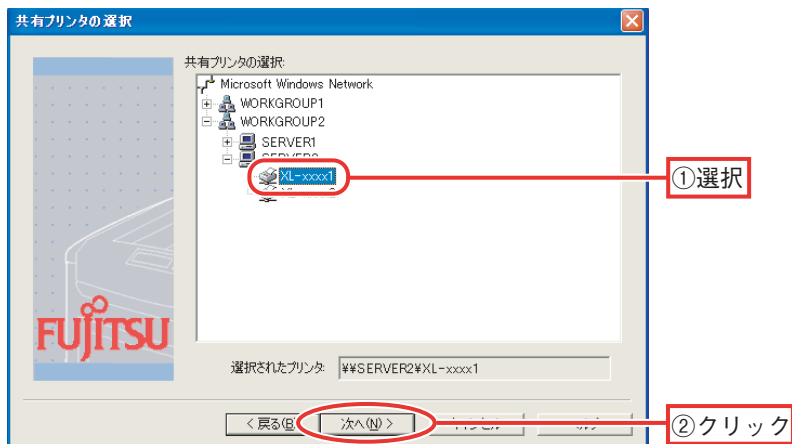 共有プリンタの選択
共有プリンタの選択:
Microsoft Windows Network
WORKGROUP1
WORKGROUP2
SERVER1
XL-xxxx1
①選択
FUJITSU
選択されたプリンタ: ¥¥SERVER2¥XL-xxxx1
< 戻る(B) 次へ(N) >
②クリック